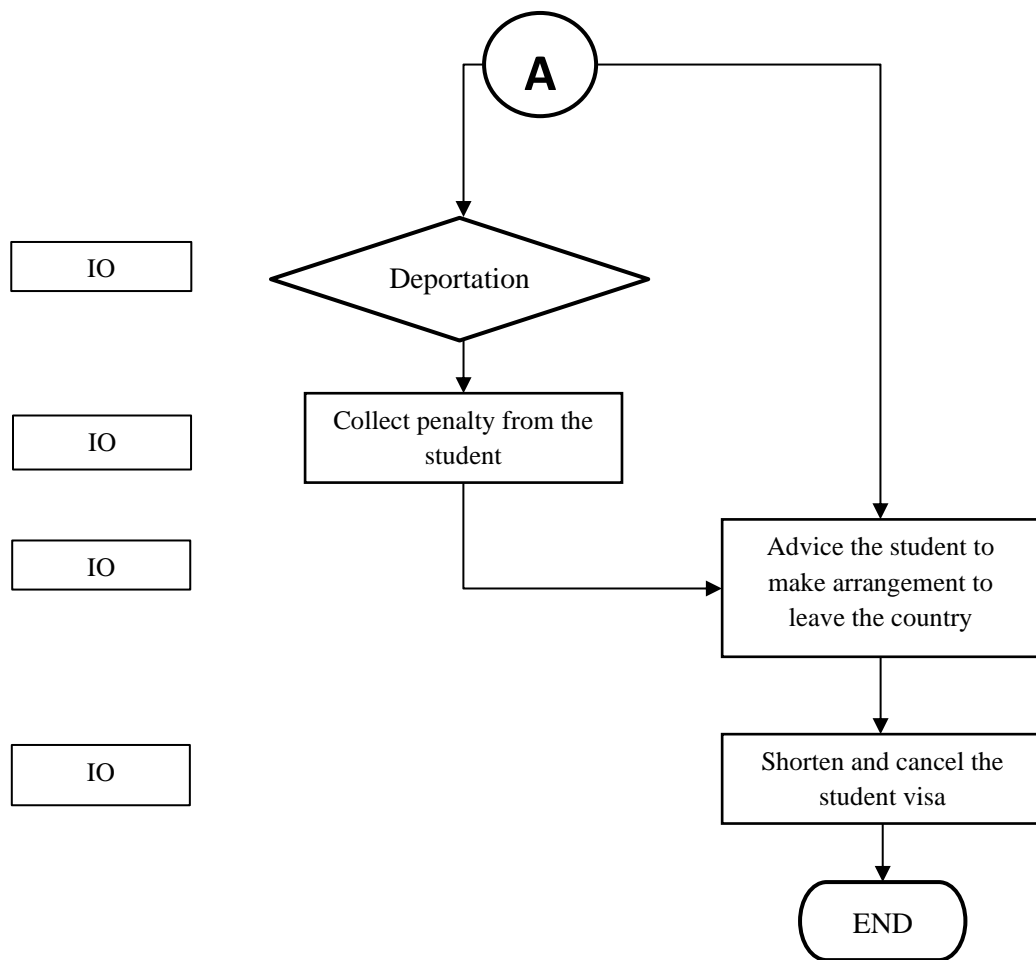 A
IO
Deportation
IO
Collect penalty from the
student
IO
Advice the student to
make arrangement to
leave the country
IO
Shorten and cancel the
student visa
END